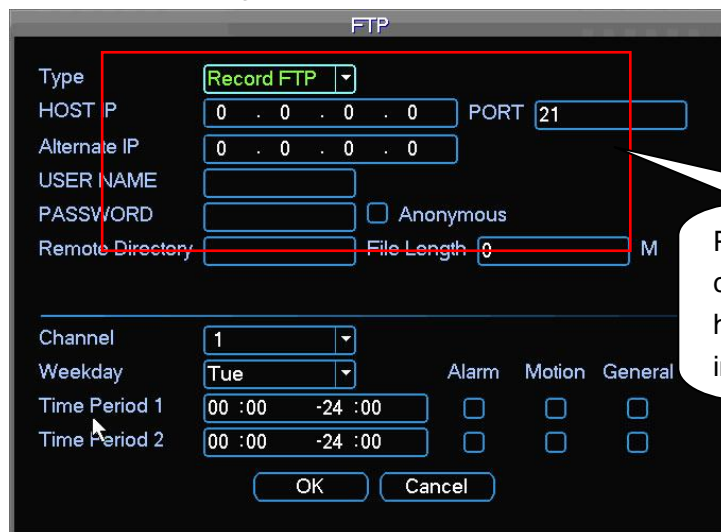 FTP
Type Record FTP
HOST IP 0 . 0 . 0 . 0 PORT 21
Alternate IP 0 . 0 . 0 . 0
USER NAME
PASSWORD Anonymous
Remote Directory File Length 0 M
Channel 1
Weekday Tue Alarm Motion General
Time Period 1 00 :00 -24 :00
Time Period 2 00 :00 -24 :00
OK Cancel